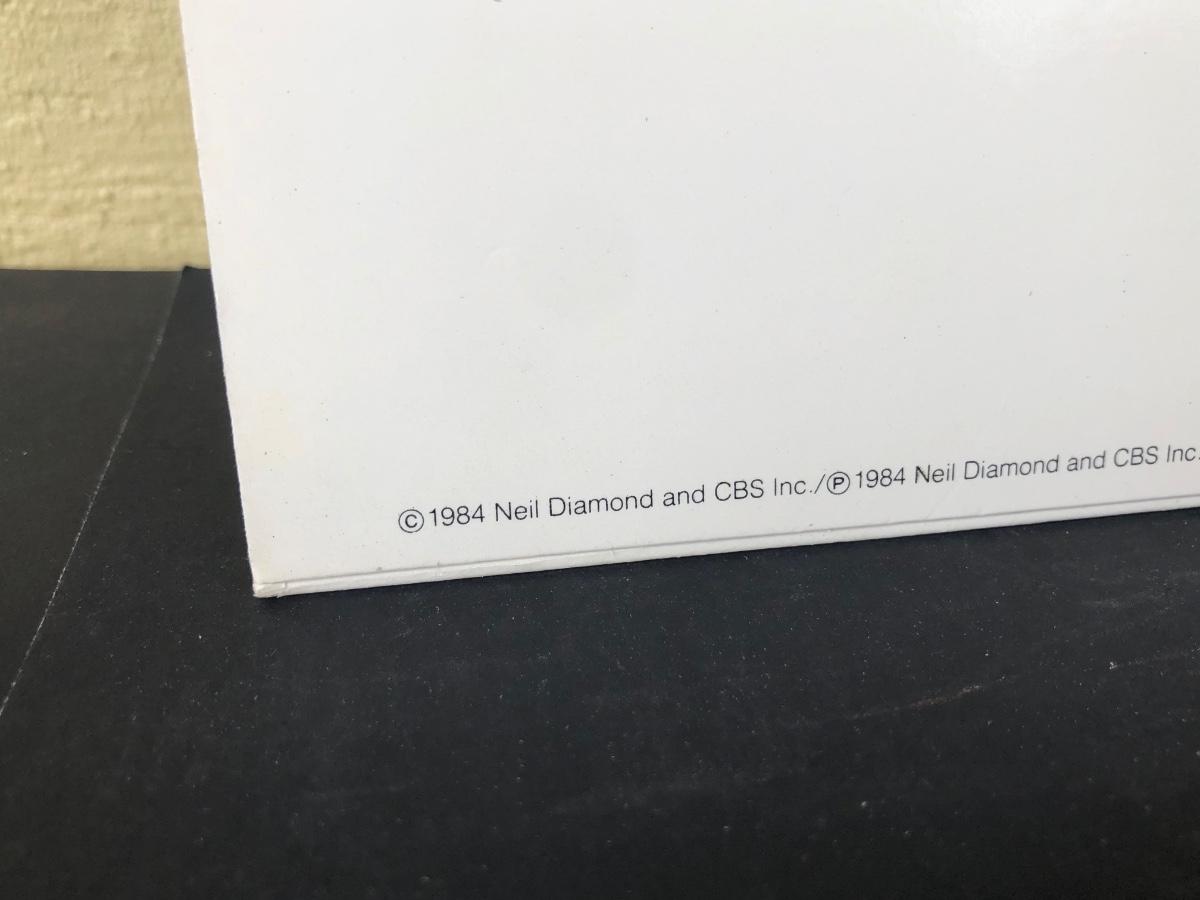 ©1984 Neil Diamond and CBS Inc./℗1984 Neil Diamond and CBS Inc.